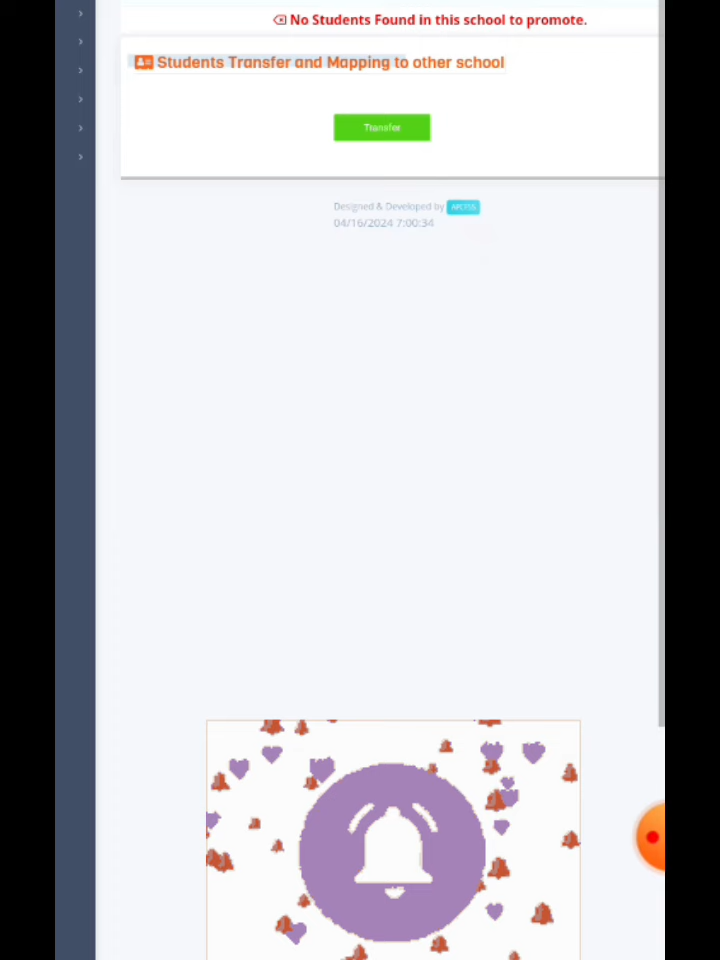 No Students Found in this school to promote.
Students Transfer and Mapping to other school
Transfer
Designed & Developed by APCFSS
04/16/2024 7:00:34